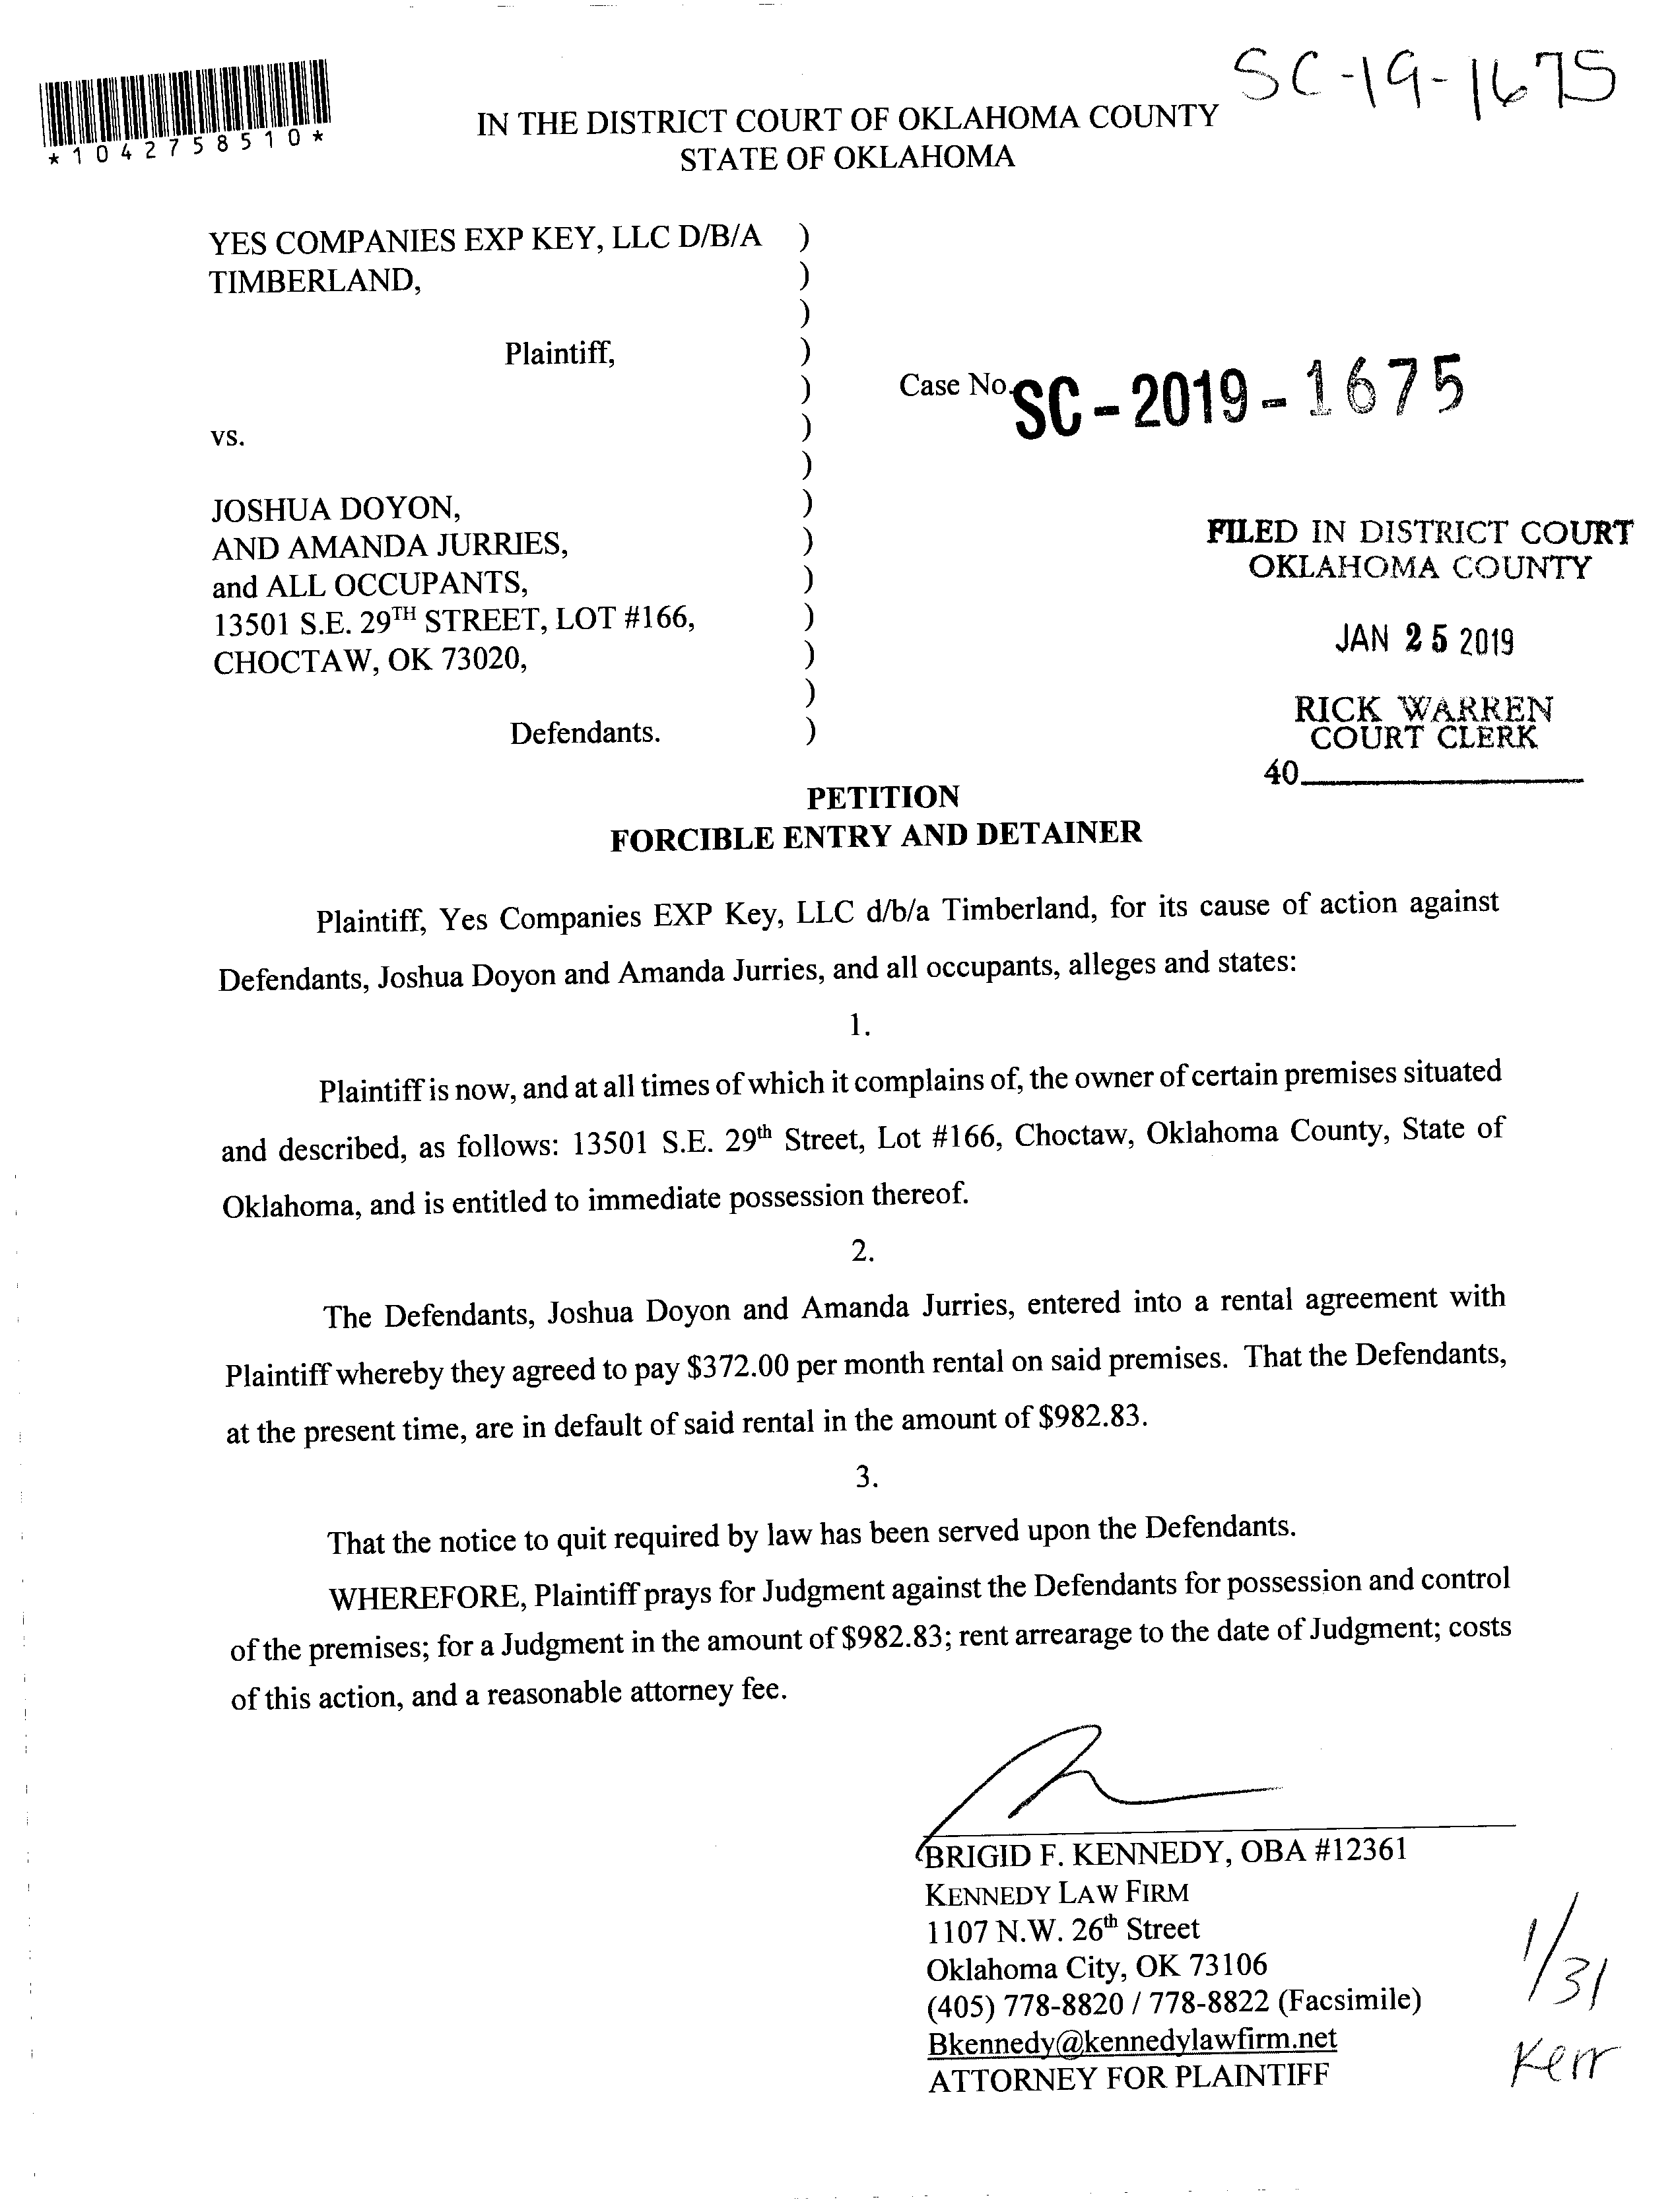 SC-19-1675
*1042758510*
IN THE DISTRICT COURT OF OKLAHOMA COUNTY
STATE OF OKLAHOMA
YES COMPANIES EXP KEY, LLC D/B/A )
TIMBERLAND, )
)
Plaintiff, )
) Case No. SC-2019-1675
vs. )
)
JOSHUA DOYON, )
AND AMANDA JURRIES, )
and ALL OCCUPANTS, )
13501 S.E. 29TH STREET, LOT #166, )
CHOCTAW, OK 73020, )
)
Defendants. )
FILED IN DISTRICT COURT
OKLAHOMA COUNTY
JAN 25 2019
RICK WARREN
COURT CLERK
40
PETITION
FORCIBLE ENTRY AND DETAINER
Plaintiff, Yes Companies EXP Key, LLC d/b/a Timberland, for its cause of action against
Defendants, Joshua Doyon and Amanda Jurries, and all occupants, alleges and states:
1.
Plaintiff is now, and at all times of which it complains of, the owner of certain premises situated
and described, as follows: 13501 S.E. 29th Street, Lot #166, Choctaw, Oklahoma County, State of
Oklahoma, and is entitled to immediate possession thereof.
2.
The Defendants, Joshua Doyon and Amanda Jurries, entered into a rental agreement with
Plaintiff whereby they agreed to pay $372.00 per month rental on said premises. That the Defendants,
at the present time, are in default of said rental in the amount of $982.83.
3.
That the notice to quit required by law has been served upon the Defendants.
WHEREFORE, Plaintiff prays for Judgment against the Defendants for possession and control
of the premises; for a Judgment in the amount of $982.83; rent arrearage to the date of Judgment; costs
of this action, and a reasonable attorney fee.
BRIGID F. KENNEDY, OBA #12361
KENNEDY LAW FIRM
1107 N.W. 26th Street
Oklahoma City, OK 73106
(405) 778-8820 / 778-8822 (Facsimile)
Bkennedy@kennedylawfirm.net
ATTORNEY FOR PLAINTIFF
1/31
Kerr